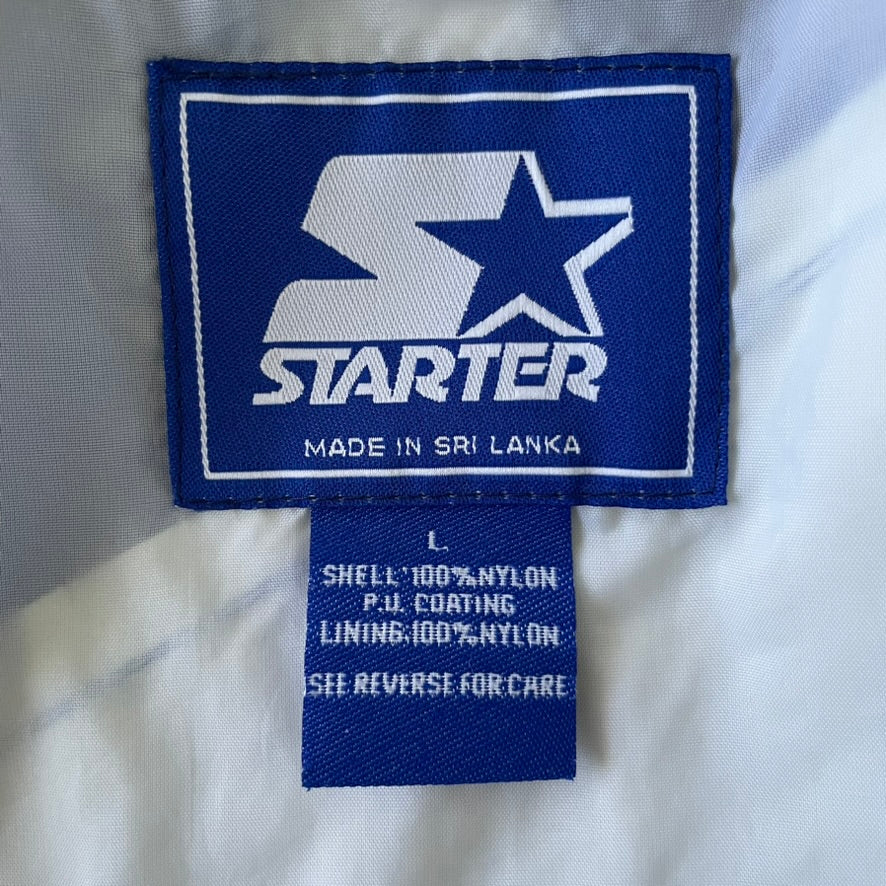 STARTER
MADE IN SRI LANKA
L
SHELL:100%NYLON
P.U. COATING
LINING:100%NYLON
SEE REVERSE FOR CARE